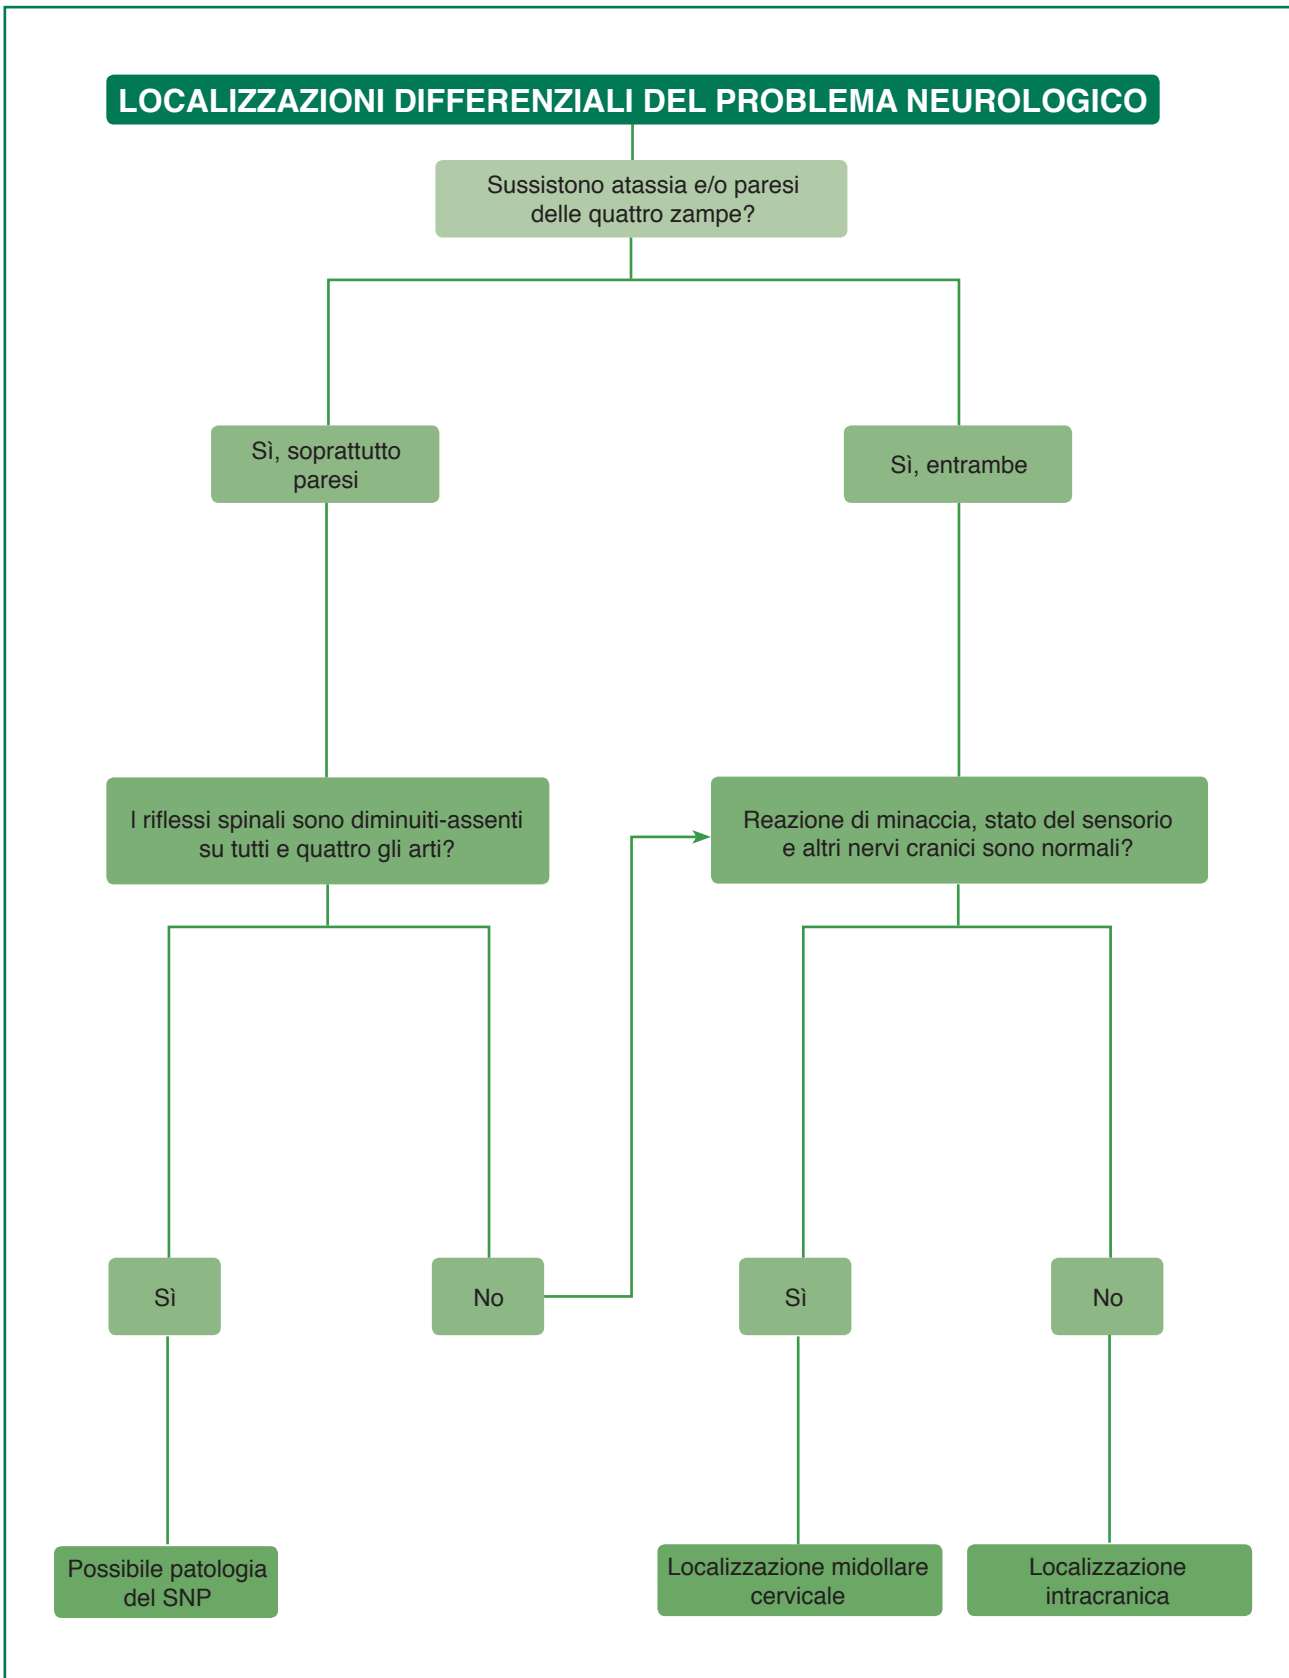 LOCALIZZAZIONI DIFFERENZIALI DEL PROBLEMA NEUROLOGICO
Sussistono atassia e/o paresi
delle quattro zampe?
Sì, soprattutto
paresi
Sì, entrambe
I riflessi spinali sono diminuiti-assenti
su tutti e quattro gli arti?
Reazione di minaccia, stato del sensorio
e altri nervi cranici sono normali?
Sì
No
Sì
No
Possibile patologia
del SNP
Localizzazione midollare
cervicale
Localizzazione
intracranica